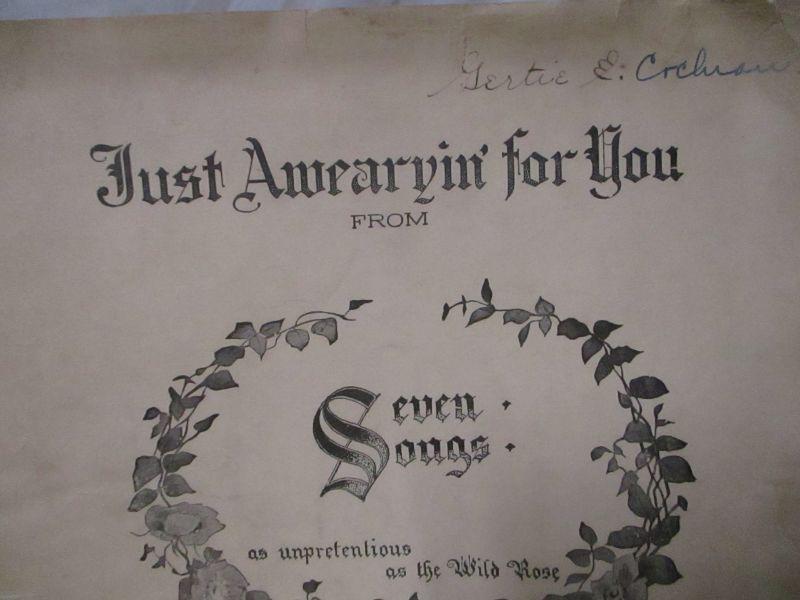 Gertie E. Cochran
Just Awearyin' for You
FROM
Seven
Songs
as unpretentious
as the Wild Rose